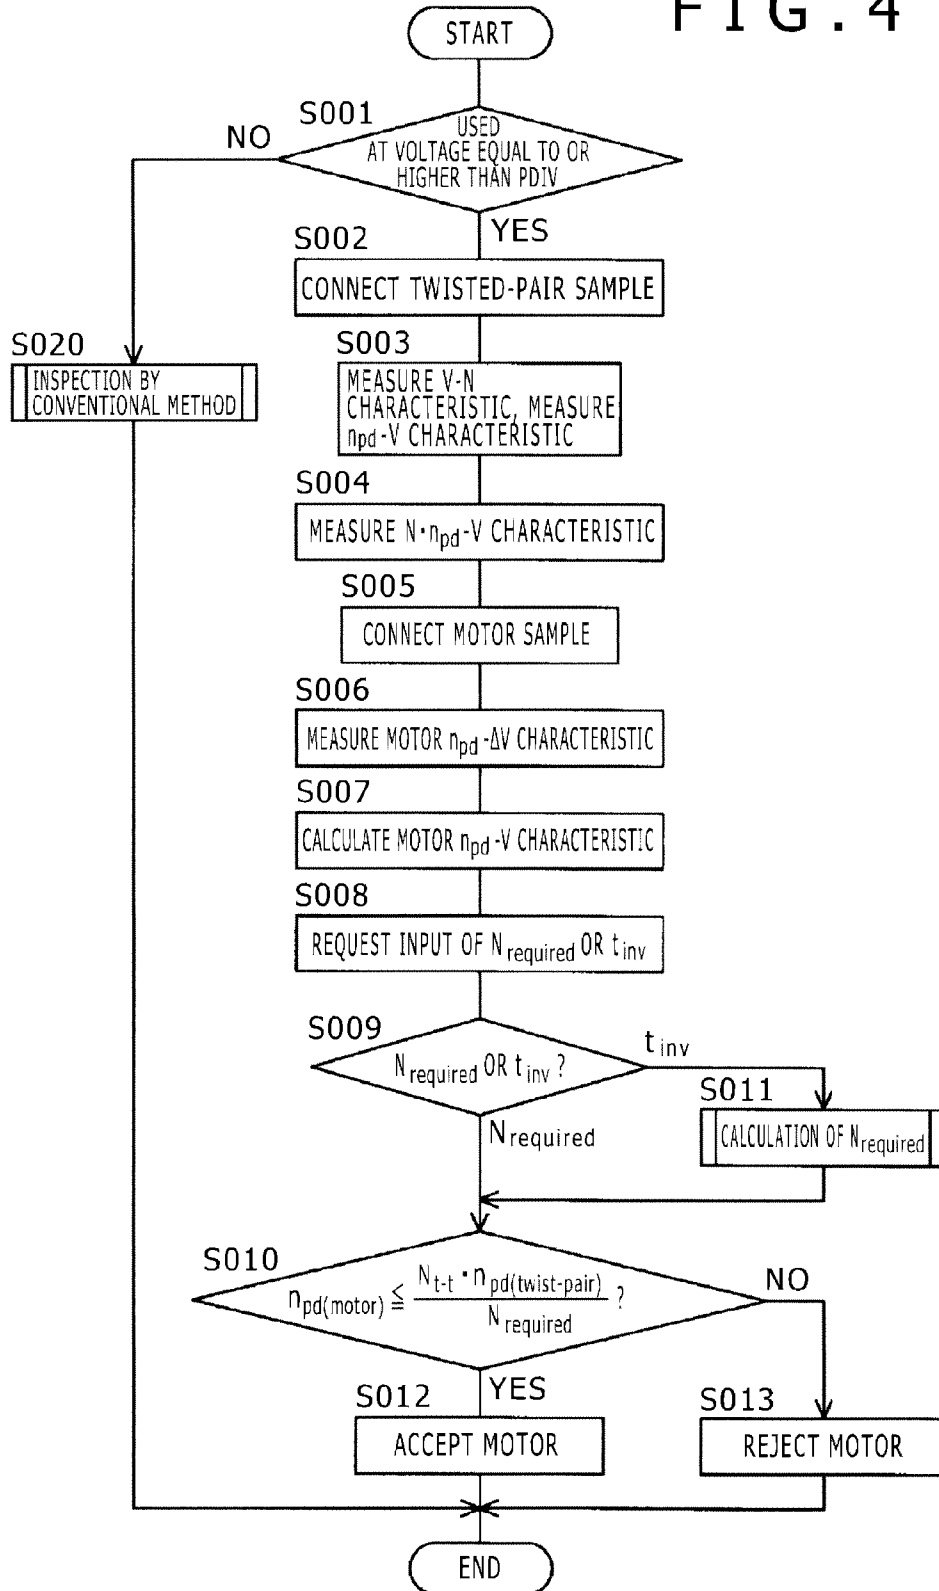 FIG.4
START
S001
USED
AT VOLTAGE EQUAL TO OR
HIGHER THAN PDIV
NO
YES
S002
CONNECT TWISTED-PAIR SAMPLE
S020
INSPECTION BY
CONVENTIONAL METHOD
S003
MEASURE V-N
CHARACTERISTIC, MEASURE
npd-V CHARACTERISTIC
S004
MEASURE N·npd-V CHARACTERISTIC
S005
CONNECT MOTOR SAMPLE
S006
MEASURE MOTOR npd-ΔV CHARACTERISTIC
S007
CALCULATE MOTOR npd-V CHARACTERISTIC
S008
REQUEST INPUT OF Nrequired OR tinv
S009
Nrequired OR tinv ?
tinv
Nrequired
S011
CALCULATION OF Nrequired
S010
npd(motor) ≦ Nt-t·npd(twist-pair) / Nrequired ?
NO
YES
S012
ACCEPT MOTOR
S013
REJECT MOTOR
END